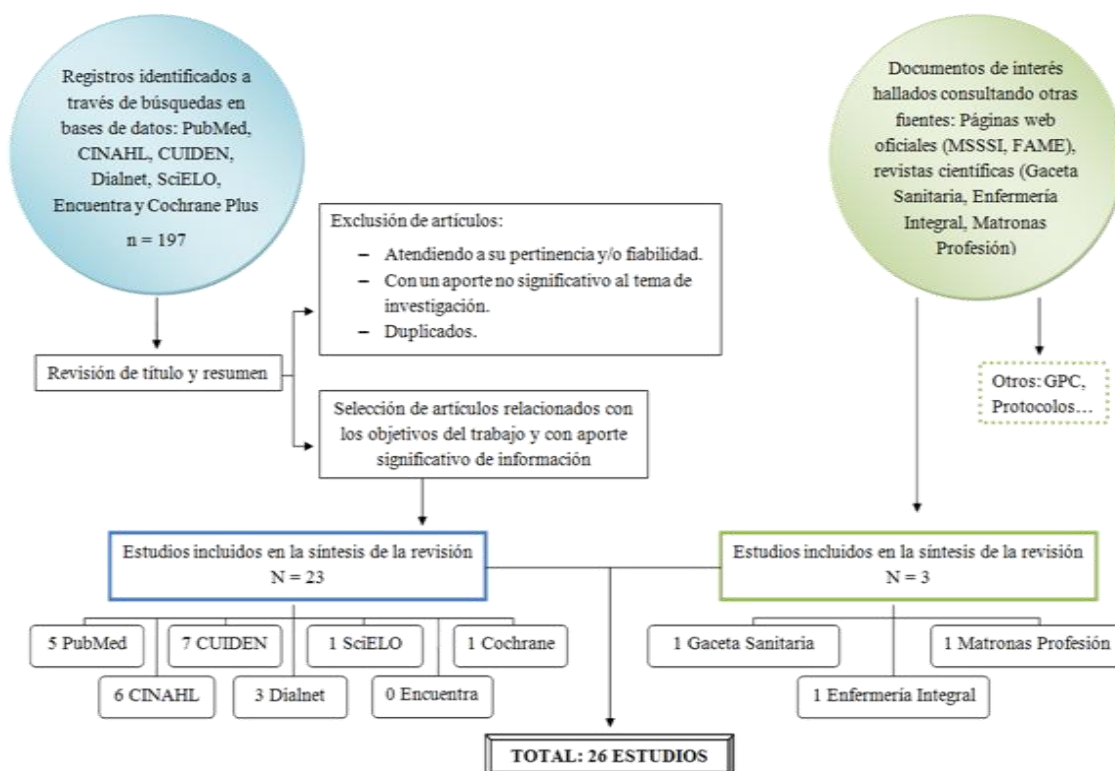 Registros identificados a
través de búsquedas en
bases de datos: PubMed,
CINAHL, CUIDEN,
Dialnet, SciELO,
Encuentra y Cochrane Plus
n = 197
Documentos de interés
hallados consultando otras
fuentes: Páginas web
oficiales (MSSSI, FAME),
revistas científicas (Gaceta
Sanitaria, Enfermería
Integral, Matronas
Profesión)
Exclusión de artículos:
– Atendiendo a su pertinencia y/o fiabilidad.
– Con un aporte no significativo al tema de
investigación.
– Duplicados.
Revisión de título y resumen
Otros: GPC,
Protocolos…
Selección de artículos relacionados con
los objetivos del trabajo y con aporte
significativo de información
Estudios incluidos en la síntesis de la revisión
N = 23
Estudios incluidos en la síntesis de la revisión
N = 3
5 PubMed
7 CUIDEN
1 SciELO
1 Cochrane
6 CINAHL
3 Dialnet
0 Encuentra
1 Gaceta Sanitaria
1 Matronas Profesión
1 Enfermería Integral
TOTAL: 26 ESTUDIOS